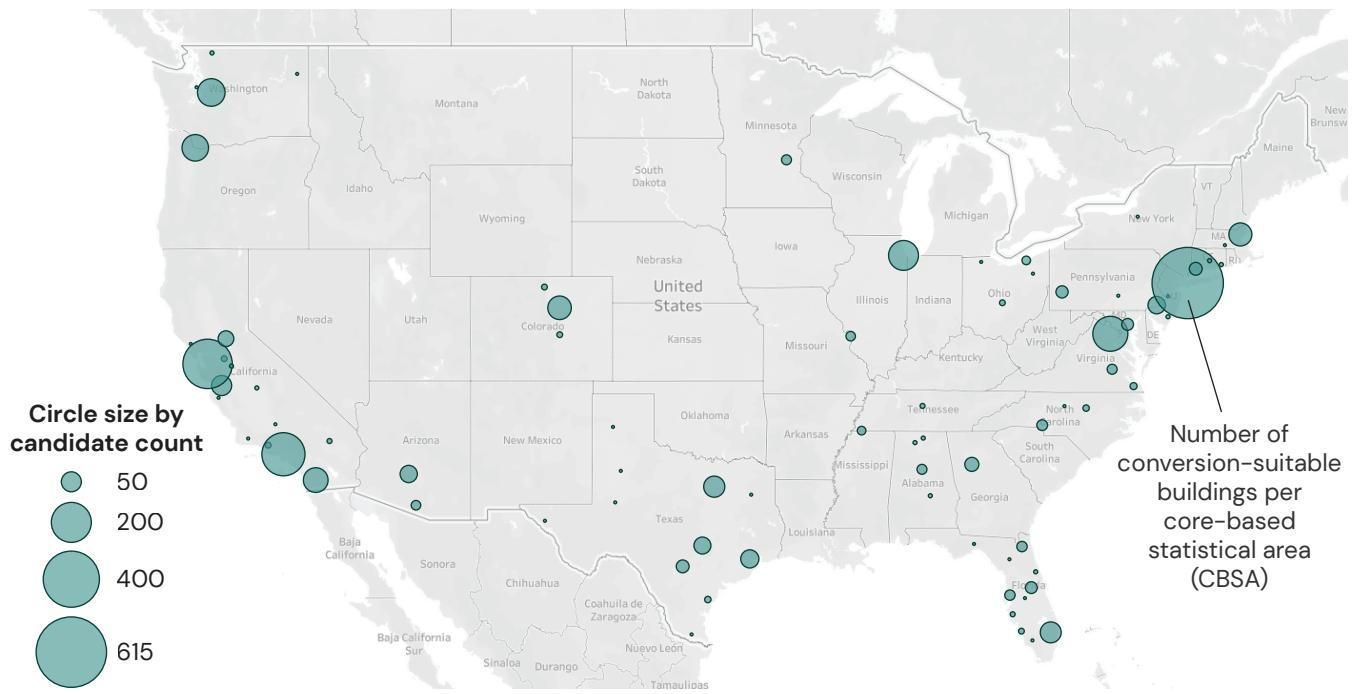 Washington
Montana
North
Dakota
Minnesota
Maine
New
Brunsw
Oregon
Idaho
South
Dakota
Wisconsin
Michigan
VT
New York
MA
RI
Wyoming
Iowa
Nebraska
Illinois
Indiana
Ohio
Pennsylvania
NJ
MD
DE
Nevada
Utah
Colorado
United
States
Kansas
Missouri
West
Virginia
Virginia
Kentucky
California
Arizona
New Mexico
Oklahoma
Arkansas
Tennessee
North
Carolina
South
Carolina
Mississippi
Alabama
Georgia
Texas
Louisiana
Florida
Baja
California
Sonora
Chihuahua
Coahuila de
Zaragoza
Baja California
Sur
Sinaloa
Durango
Nuevo León
Tamaulipas
Circle size by
candidate count
50
200
400
615
Number of
conversion-suitable
buildings per
core-based
statistical area
(CBSA)